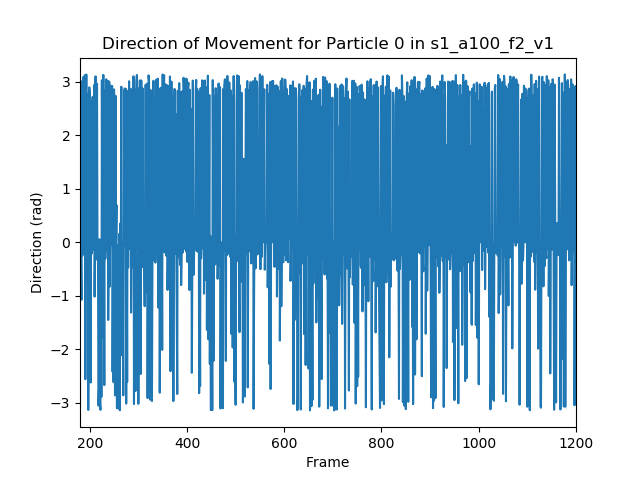 Direction of Movement for Particle 0 in s1_a100_f2_v1
3
2
1
0
−1
−2
−3
Direction (rad)
200 400 600 800 1000 1200
Frame